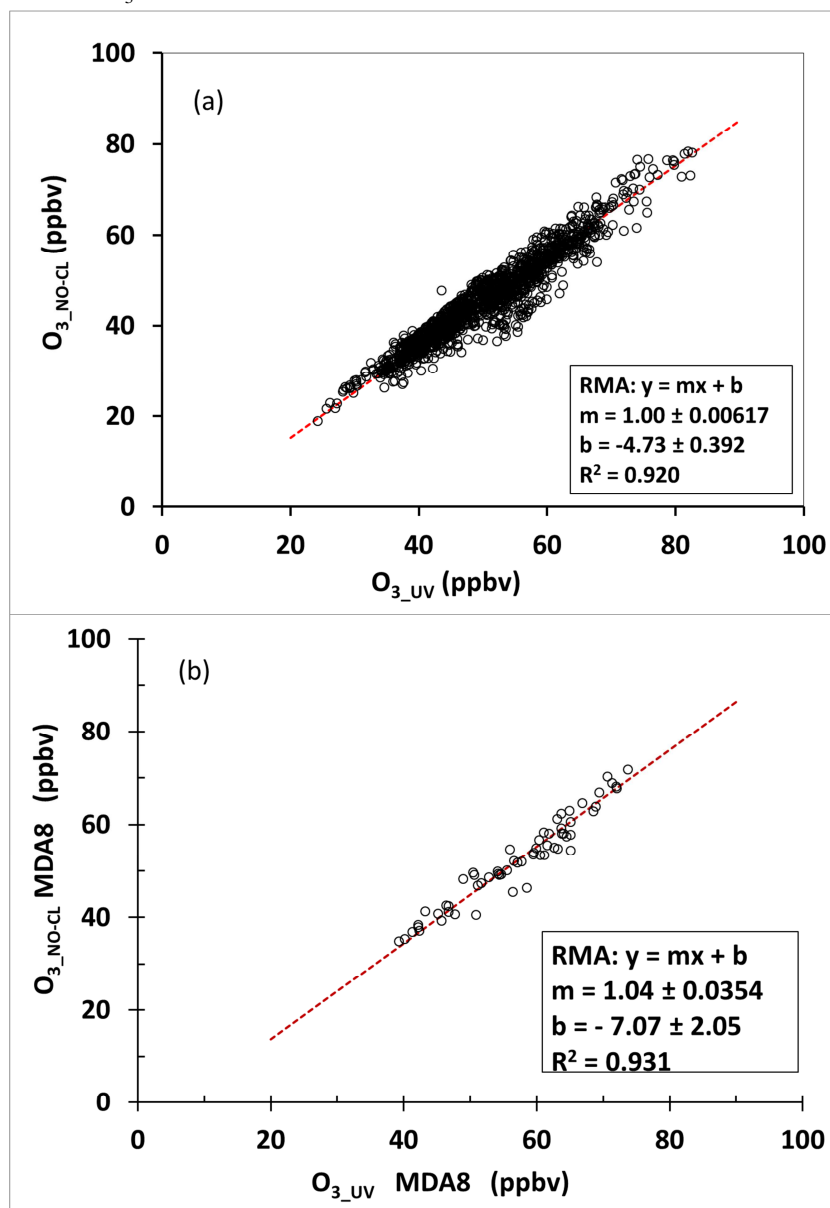 3
100
(a)
80
60
O3_NO-CL (ppbv)
40
20
0
RMA: y = mx + b
m = 1.00 ± 0.00617
b = -4.73 ± 0.392
R² = 0.920
0 20 40 60 80 100
O3_UV (ppbv)
100
(b)
80
60
O3_NO-CL MDA8 (ppbv)
40
20
0
RMA: y = mx + b
m = 1.04 ± 0.0354
b = - 7.07 ± 2.05
R² = 0.931
0 20 40 60 80 100
O3_UV MDA8 (ppbv)